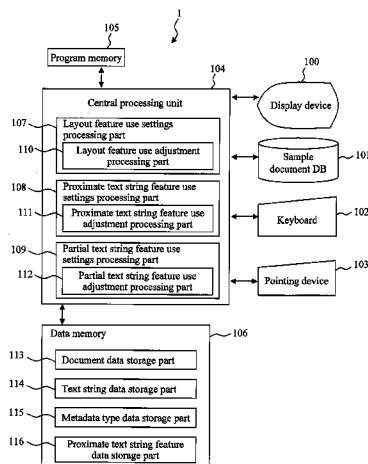 1
105
Program memory
104
100
Central processing unit
Display device
107
Layout feature use settings
processing part
110
Layout feature use adjustment
processing part
Sample
document DB
101
108
Proximate text string feature use
settings processing part
111
Proximate text string feature use
adjustment processing part
Keyboard
102
109
Partial text string feature use
settings processing part
112
Partial text string feature use
adjustment processing part
Pointing device
103
Data memory
106
113
Document data storage part
114
Text string data storage part
115
Metadata type data storage part
116
Proximate text string feature
data storage part